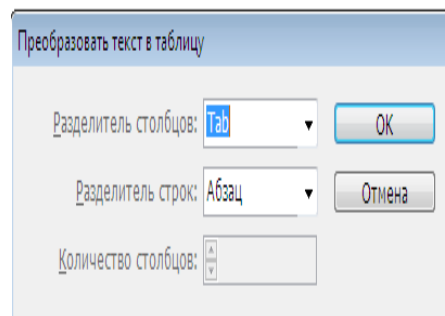 Преобразовать текст в таблицу
Разделитель столбцов: Tab OK
Разделитель строк: Абзац Отмена
Количество столбцов: